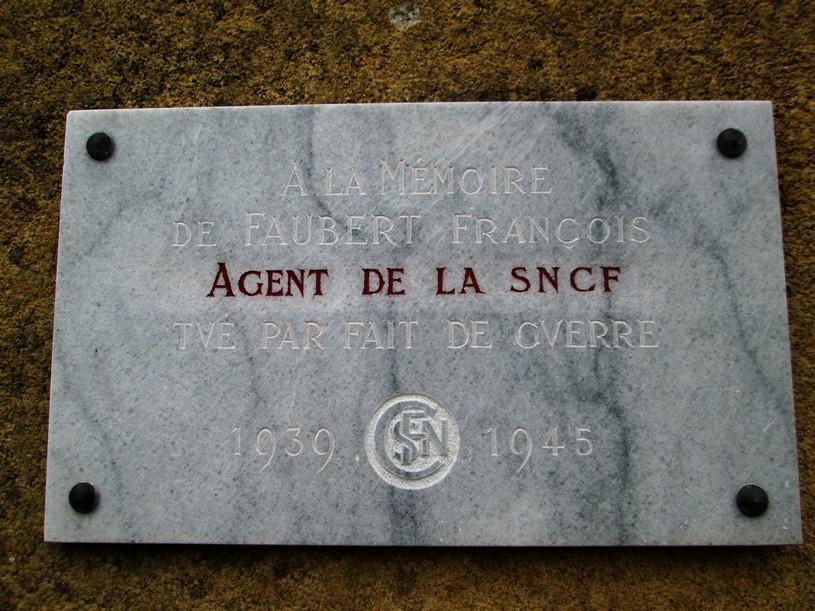 À LA MÉMOIRE
DE FAUBERT FRANÇOIS
AGENT DE LA SNCF
TVÉ PAR FAIT DE GVERRE
1939 SNCF 1945